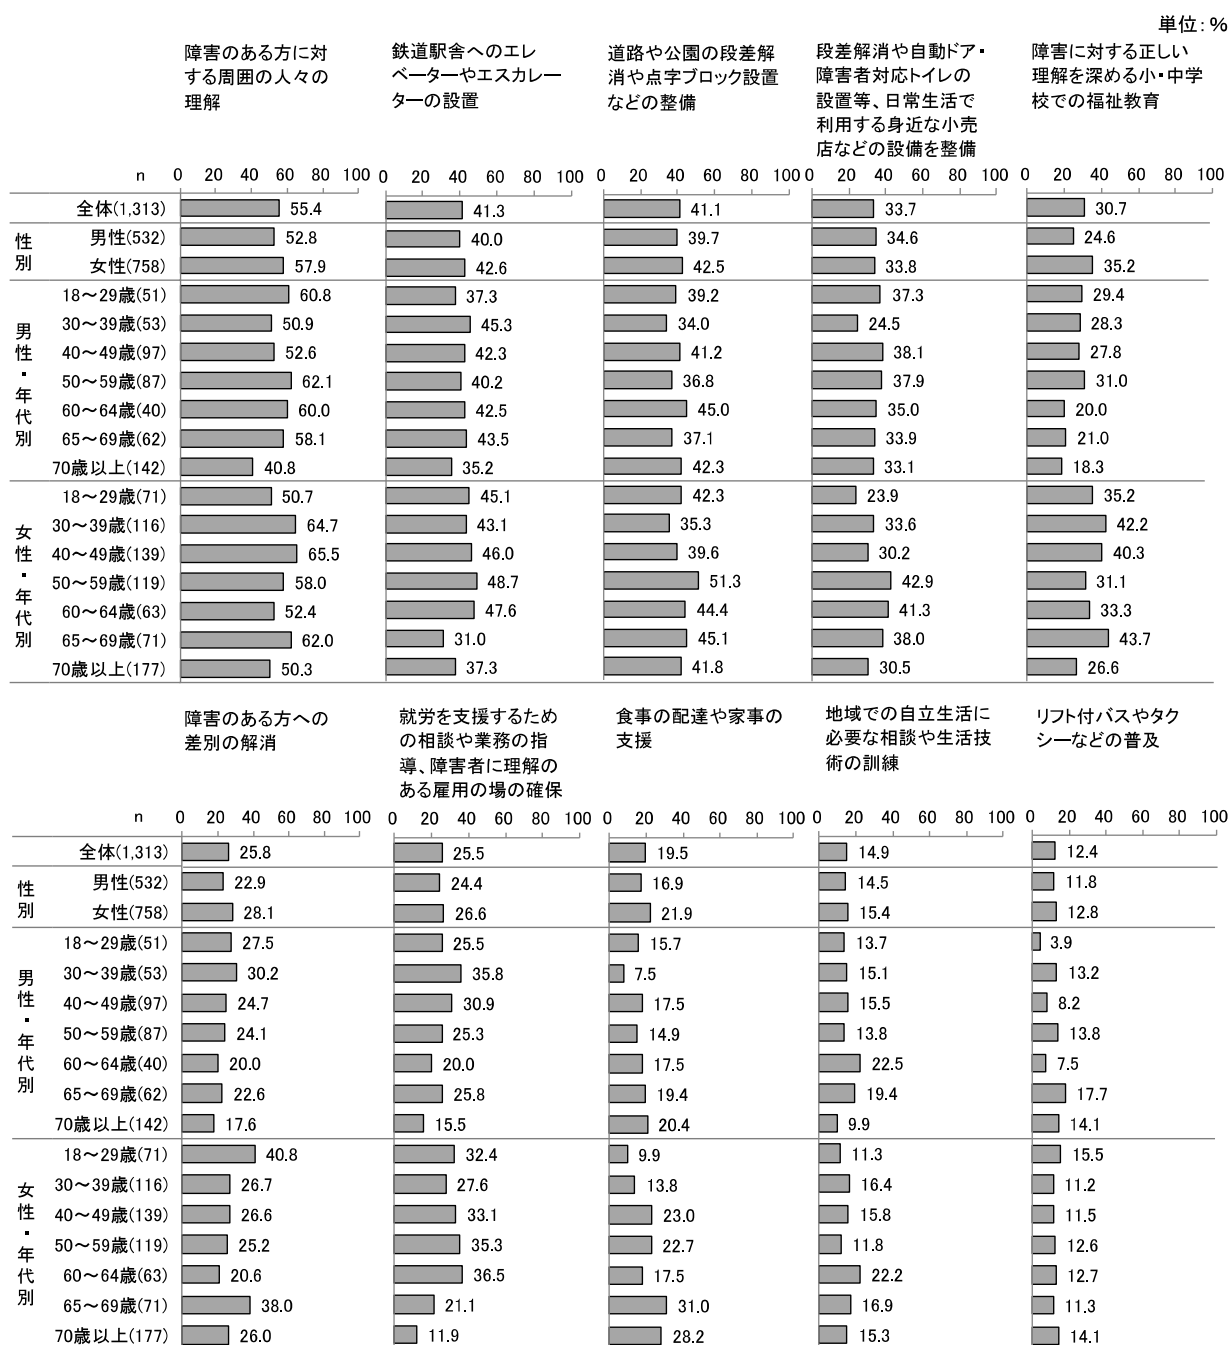 単位：％
障害のある方に対
する周囲の人々の
理解
鉄道駅舎へのエレ
ベーターやエスカレー
ターの設置
道路や公園の段差解
消や点字ブロック設置
などの整備
段差解消や自動ドア・
障害者対応トイレの
設置等、日常生活で
利用する身近な小売
店などの設備を整備
障害に対する正しい
理解を深める小・中学
校での福祉教育
n 0 20 40 60 80 100 0 20 40 60 80 100 0 20 40 60 80 100 0 20 40 60 80 100 0 20 40 60 80 100
全体(1,313) 55.4 41.3 41.1 33.7 30.7
性別
男性(532) 52.8 40.0 39.7 34.6 24.6
女性(758) 57.9 42.6 42.5 33.8 35.2
男性・年代別
18～29歳(51) 60.8 37.3 39.2 37.3 29.4
30～39歳(53) 50.9 45.3 34.0 24.5 28.3
40～49歳(97) 52.6 42.3 41.2 38.1 27.8
50～59歳(87) 62.1 40.2 36.8 37.9 31.0
60～64歳(40) 60.0 42.5 45.0 35.0 20.0
65～69歳(62) 58.1 43.5 37.1 33.9 21.0
70歳以上(142) 40.8 35.2 42.3 33.1 18.3
女性・年代別
18～29歳(71) 50.7 45.1 42.3 23.9 35.2
30～39歳(116) 64.7 43.1 35.3 33.6 42.2
40～49歳(139) 65.5 46.0 39.6 30.2 40.3
50～59歳(119) 58.0 48.7 51.3 42.9 31.1
60～64歳(63) 52.4 47.6 44.4 41.3 33.3
65～69歳(71) 62.0 31.0 45.1 38.0 43.7
70歳以上(177) 50.3 37.3 41.8 30.5 26.6
障害のある方への
差別の解消
就労を支援するため
の相談や業務の指
導、障害者に理解の
ある雇用の場の確保
食事の配達や家事の
支援
地域での自立生活に
必要な相談や生活技
術の訓練
リフト付バスやタク
シーなどの普及
n 0 20 40 60 80 100 0 20 40 60 80 100 0 20 40 60 80 100 0 20 40 60 80 100 0 20 40 60 80 100
全体(1,313) 25.8 25.5 19.5 14.9 12.4
性別
男性(532) 22.9 24.4 16.9 14.5 11.8
女性(758) 28.1 26.6 21.9 15.4 12.8
男性・年代別
18～29歳(51) 27.5 25.5 15.7 13.7 3.9
30～39歳(53) 30.2 35.8 7.5 15.1 13.2
40～49歳(97) 24.7 30.9 17.5 15.5 8.2
50～59歳(87) 24.1 25.3 14.9 13.8 13.8
60～64歳(40) 20.0 20.0 17.5 22.5 7.5
65～69歳(62) 22.6 25.8 19.4 19.4 17.7
70歳以上(142) 17.6 15.5 20.4 9.9 14.1
女性・年代別
18～29歳(71) 40.8 32.4 9.9 11.3 15.5
30～39歳(116) 26.7 27.6 13.8 16.4 11.2
40～49歳(139) 26.6 33.1 23.0 15.8 11.5
50～59歳(119) 25.2 35.3 22.7 11.8 12.6
60～64歳(63) 20.6 36.5 17.5 22.2 12.7
65～69歳(71) 38.0 21.1 31.0 16.9 11.3
70歳以上(177) 26.0 11.9 28.2 15.3 14.1